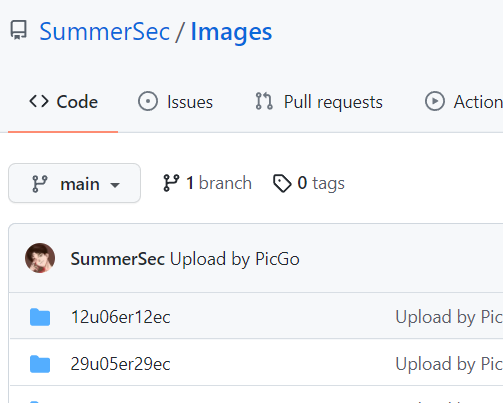 SummerSec / Images
Code Issues Pull requests Action
main 1 branch 0 tags
SummerSec Upload by PicGo
12u06er12ec Upload by Pic
29u05er29ec Upload by Pic